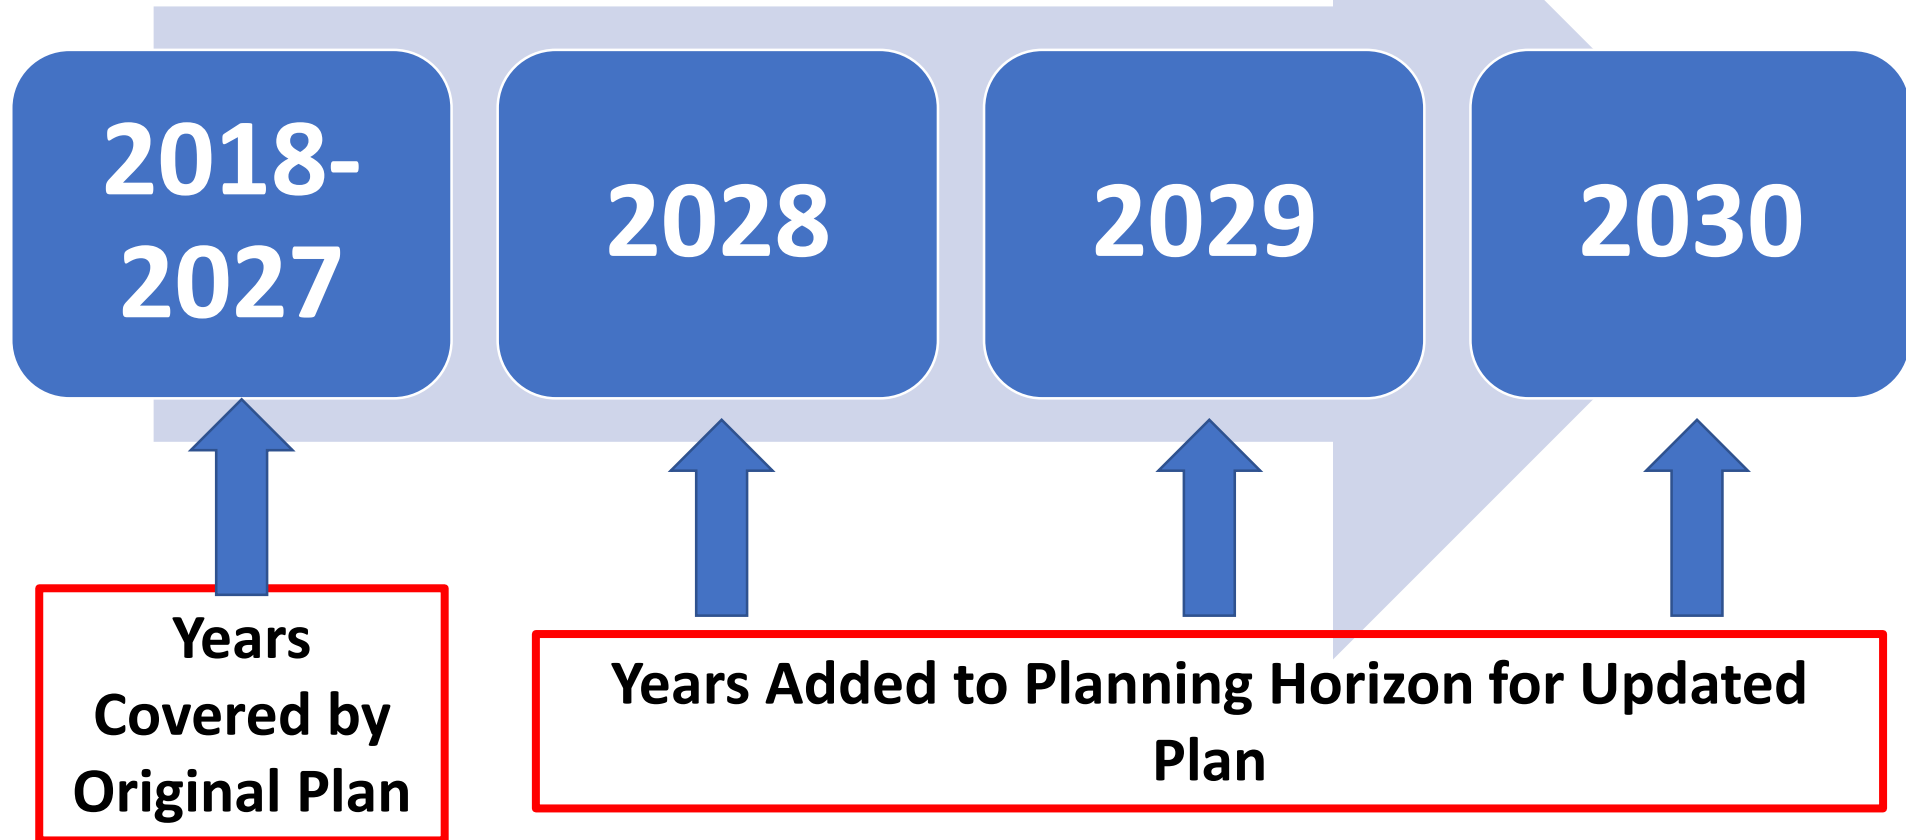 2018-
2027
2028
2029
2030
Years
Covered by
Original Plan
Years Added to Planning Horizon for Updated
Plan